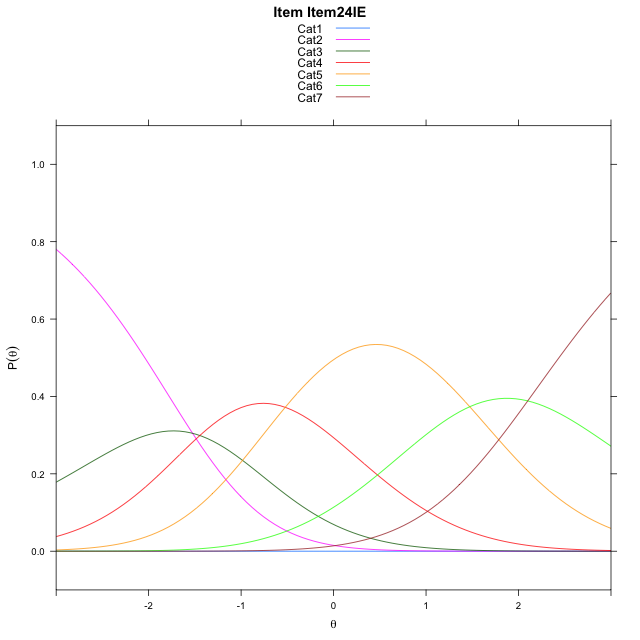 Item Item24IE
Cat1
Cat2
Cat3
Cat4
Cat5
Cat6
Cat7
1.0
0.8
0.6
0.4
0.2
0.0
P(θ)
-2 -1 0 1 2
θ